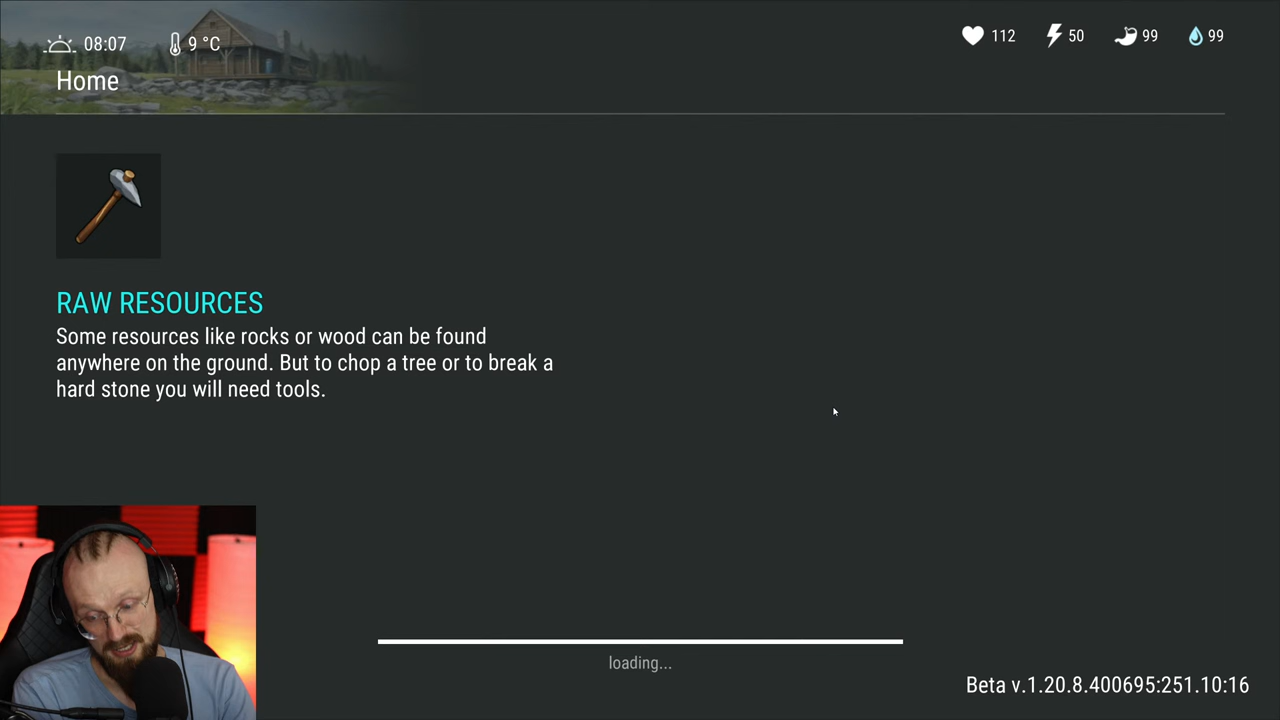 08:07
9 °C
112
50
99
99
Home
RAW RESOURCES
Some resources like rocks or wood can be found
anywhere on the ground. But to chop a tree or to break a
hard stone you will need tools.
loading...
Beta v.1.20.8.400695:251.10:16